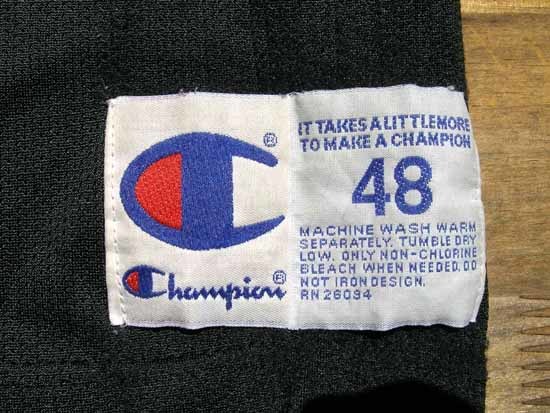 ®
Champion®
IT TAKES A LITTLE MORE
TO MAKE A CHAMPION
48
MACHINE WASH WARM
SEPARATELY. TUMBLE DRY
LOW. ONLY NON-CHLORINE
BLEACH WHEN NEEDED. DO
NOT IRON DESIGN.
RN 26094